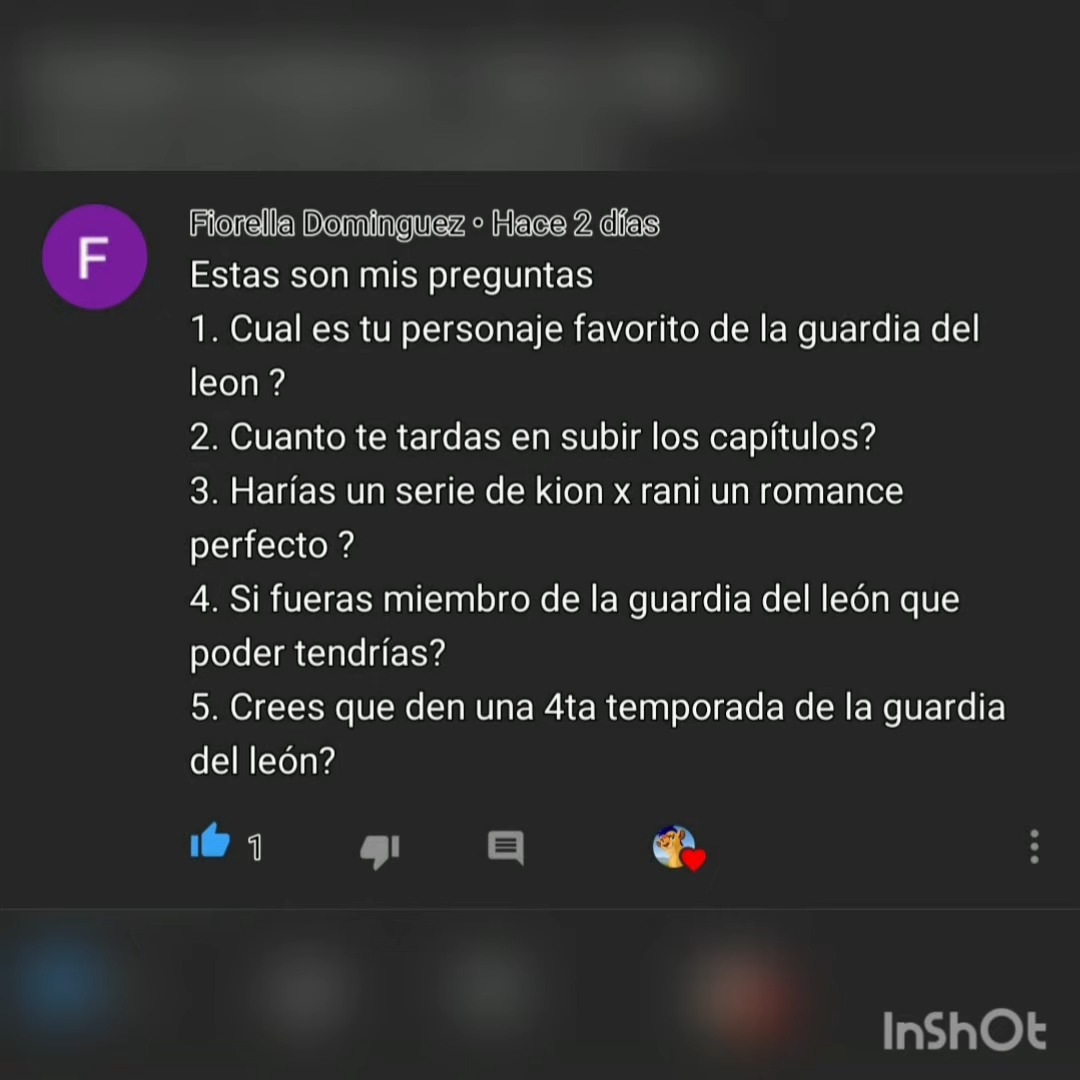 F
Fiorella Dominguez • Hace 2 días
Estas son mis preguntas
1. Cual es tu personaje favorito de la guardia del
leon ?
2. Cuanto te tardas en subir los capítulos?
3. Harías un serie de kion x rani un romance
perfecto ?
4. Si fueras miembro de la guardia del león que
poder tendrías?
5. Crees que den una 4ta temporada de la guardia
del león?
1
InShOt